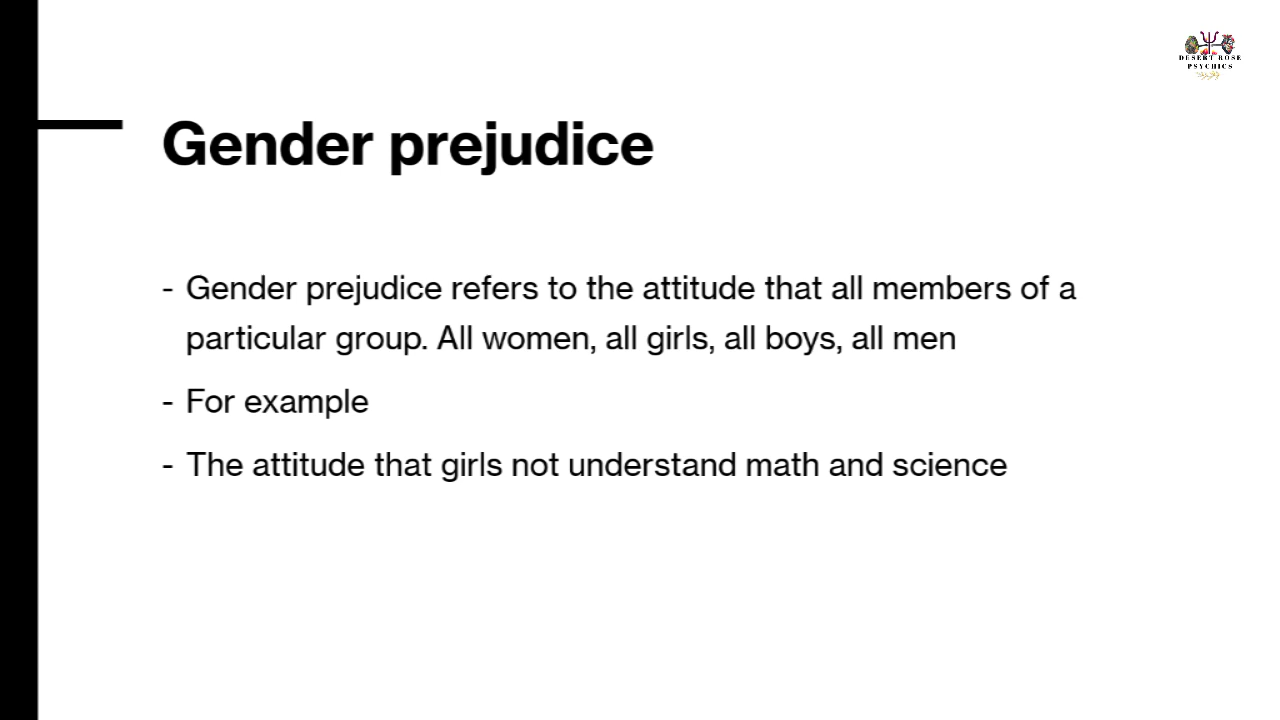 DESERT ROSE
PSYCHICS
Gender prejudice
- Gender prejudice refers to the attitude that all members of a
particular group. All women, all girls, all boys, all men
- For example
- The attitude that girls not understand math and science